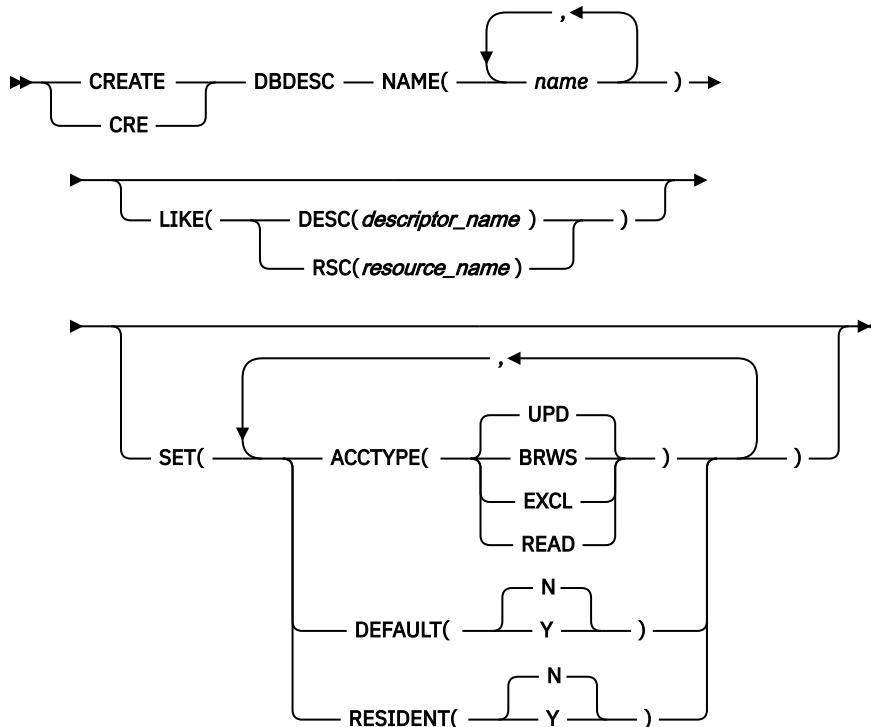 ,
CREATE DBDESC NAME( name )
CRE
LIKE( DESC(descriptor_name) )
RSC(resource_name)
,
UPD
SET( ACCTYPE( BRWS ) )
EXCL
READ
N
DEFAULT( Y )
N
RESIDENT( Y )